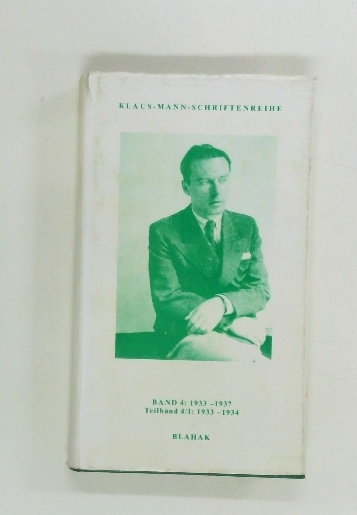 KLAUS-MANN-SCHRIFTENREIHE
BAND 4: 1933 –1937
Teilband 4/1: 1933 –1934
BLAHAK